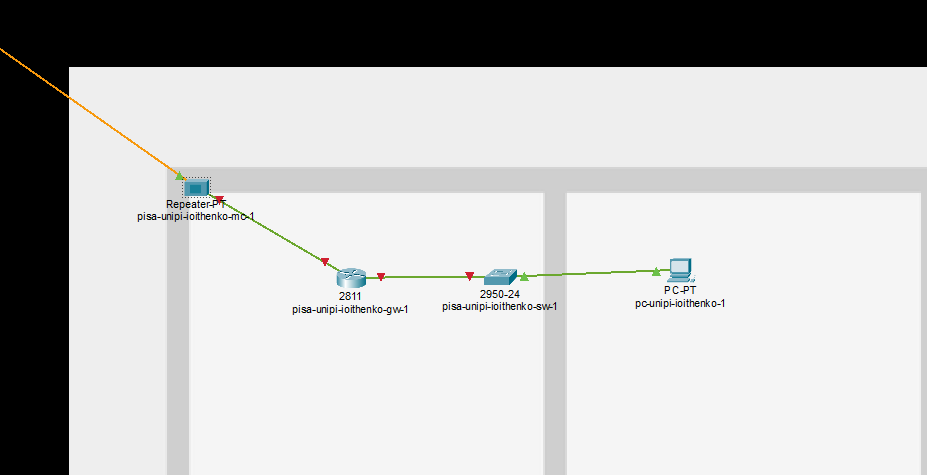 Repeater-PT
pisa-unipi-ioithenko-mc-1
2811
pisa-unipi-ioithenko-gw-1
2950-24
pisa-unipi-ioithenko-sw-1
PC-PT
pc-unipi-ioithenko-1